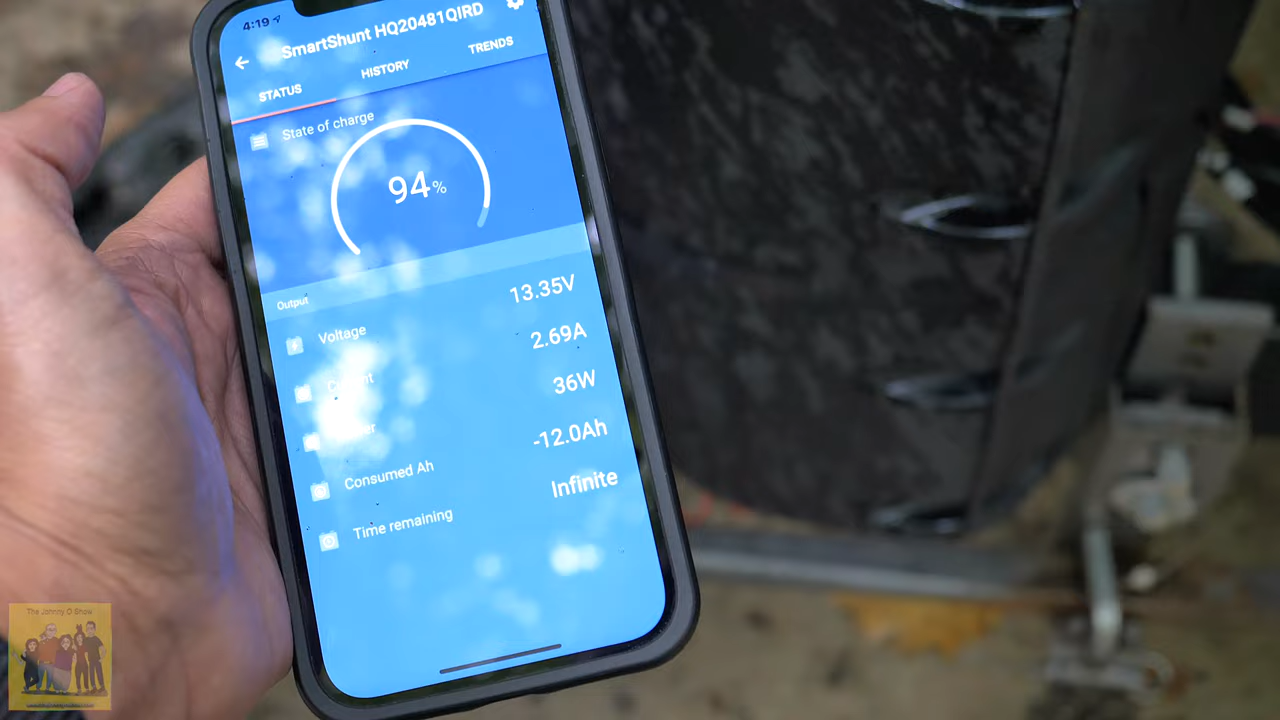 4:19
SmartShunt HQ20481QIRD
STATUS HISTORY TRENDS
State of charge
94%
Output
Voltage 13.35V
2.69A
36W
Consumed Ah -12.0Ah
Time remaining Infinite
The Johnny O Show